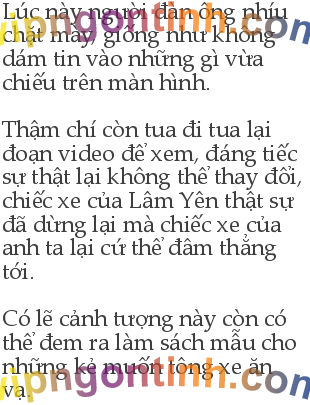 Lúc này người đàn ông nhíu
chặt mày, giống như không
dám tin vào những gì vừa
chiếu trên màn hình.
Thậm chí còn tua đi tua lại
đoạn video để xem, đáng tiếc
sự thật lại không thể thay đổi,
chiếc xe của Lâm Yên thật sự
đã dừng lại mà chiếc xe của
anh ta lại cứ thế đâm thẳng
tới.
Có lẽ cảnh tượng này còn có
thể đem ra làm sách mẫu cho
những kẻ muốn tông xe ăn
vạ.
vipngontinh.com
vipngontinh.com